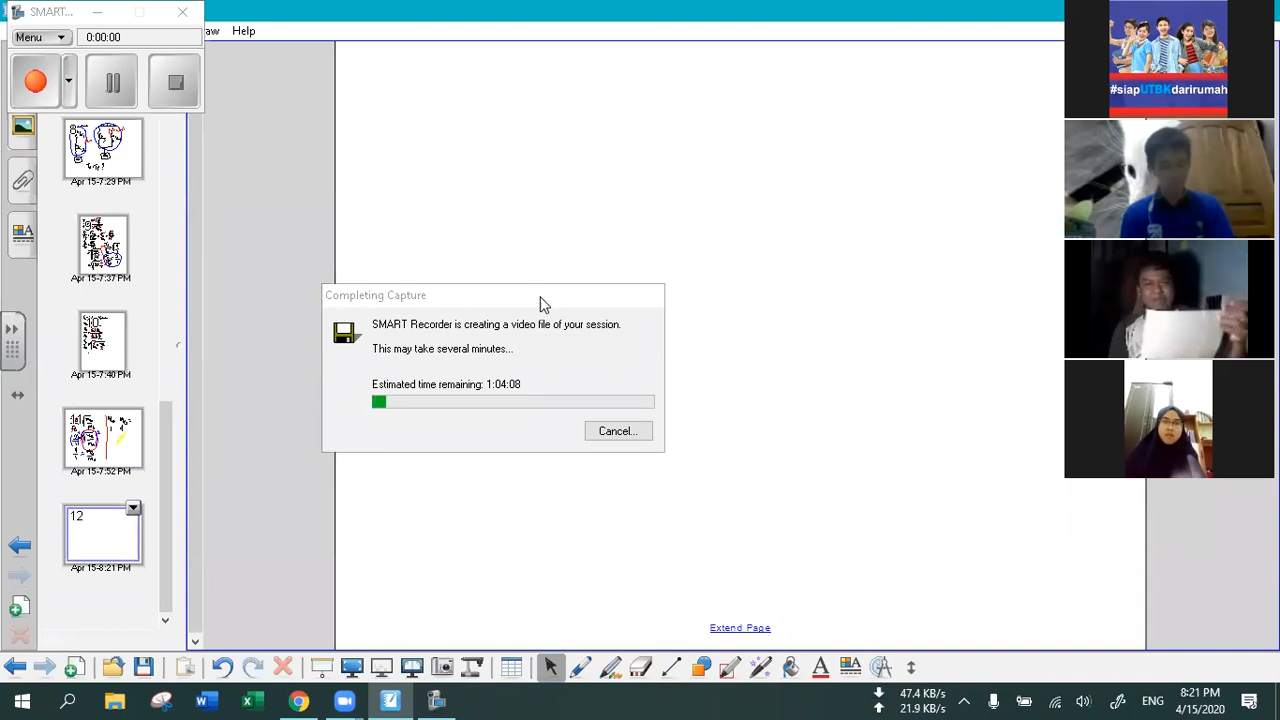 SMART...
Menu
0:00:00
aw
Help
Apr 15-7:29 PM
Apr 15-7:37 PM
Apr 15-7:40 PM
Apr 15-7:52 PM
12
Apr 15-8:21 PM
Completing Capture
SMART Recorder is creating a video file of your session.
This may take several minutes...
Estimated time remaining: 1:04:08
Cancel...
Extend Page
#siapUTBKdarirumah
47.4 KB/s
21.9 KB/s
ENG
8:21 PM
4/15/2020